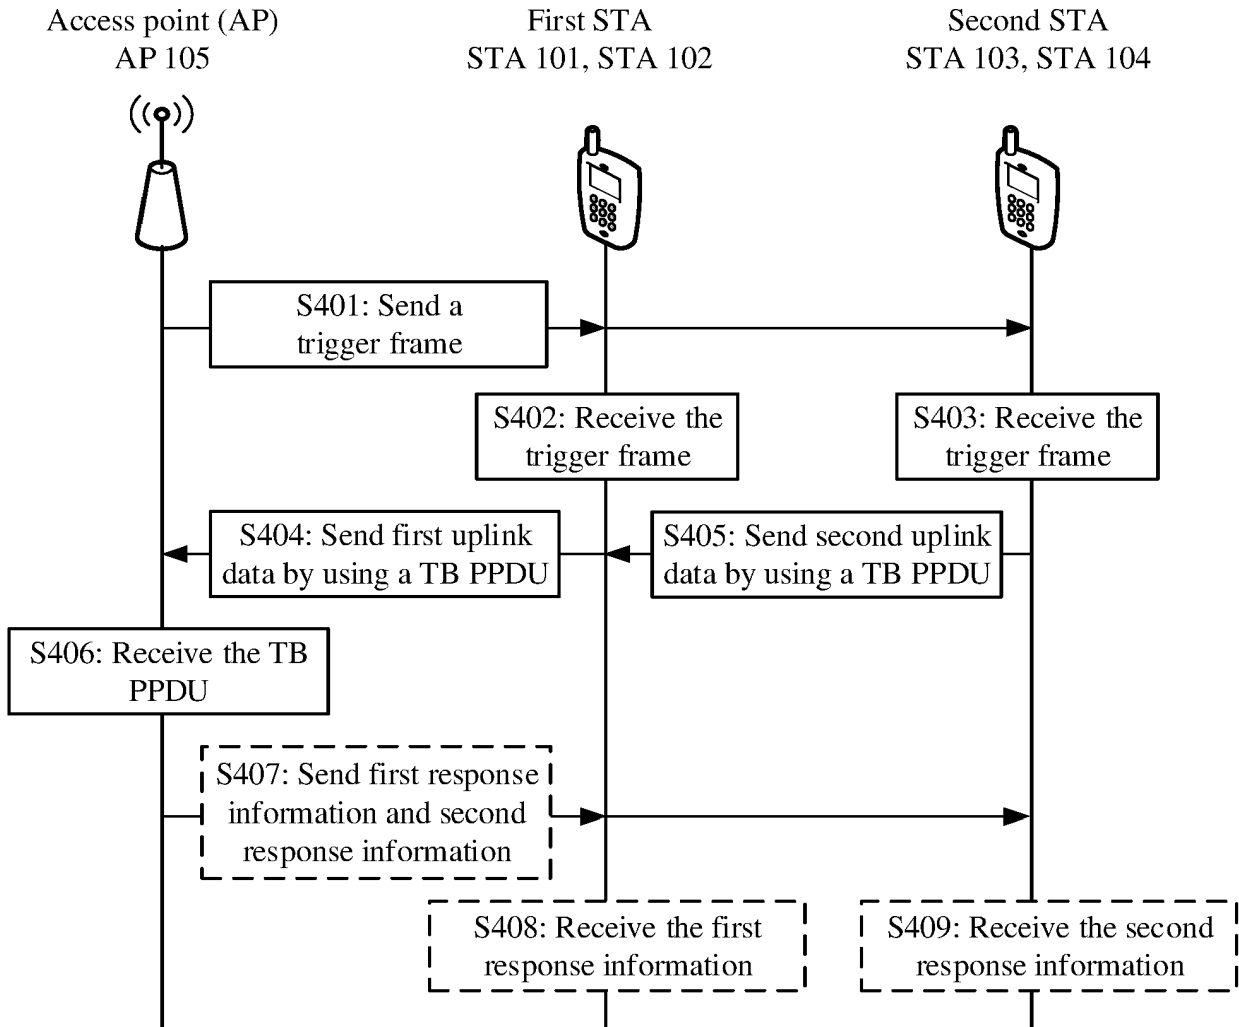 Access point (AP)
AP 105
First STA
STA 101, STA 102
Second STA
STA 103, STA 104
S401: Send a
trigger frame
S402: Receive the
trigger frame
S403: Receive the
trigger frame
S404: Send first uplink
data by using a TB PPDU
S405: Send second uplink
data by using a TB PPDU
S406: Receive the TB
PPDU
S407: Send first response
information and second
response information
S408: Receive the first
response information
S409: Receive the second
response information